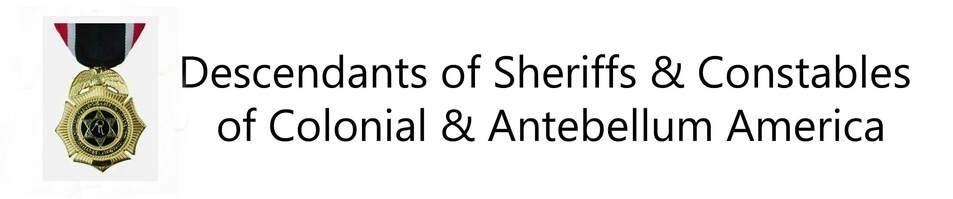 Descendants of Sheriffs & Constables
of Colonial & Antebellum America